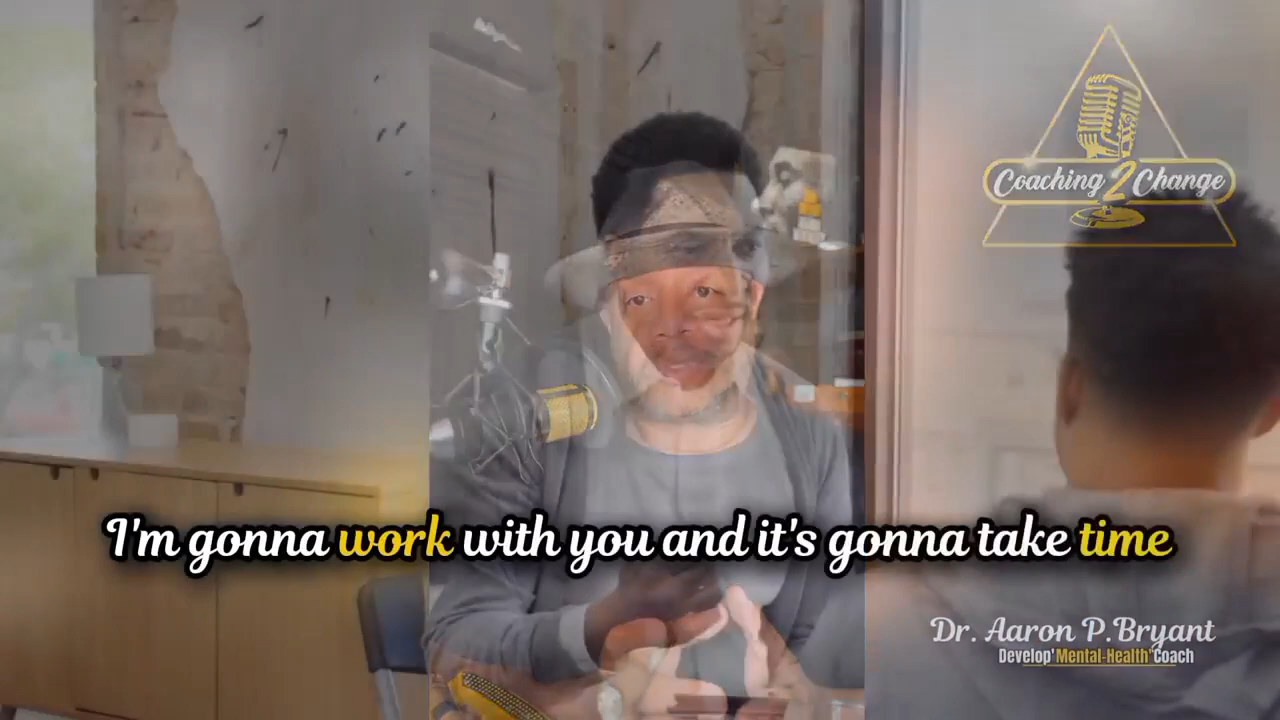 Coaching 2 Change
I'm gonna work with you and it's gonna take time
Dr. Aaron P.Bryant
Develop'Mental-Health'Coach